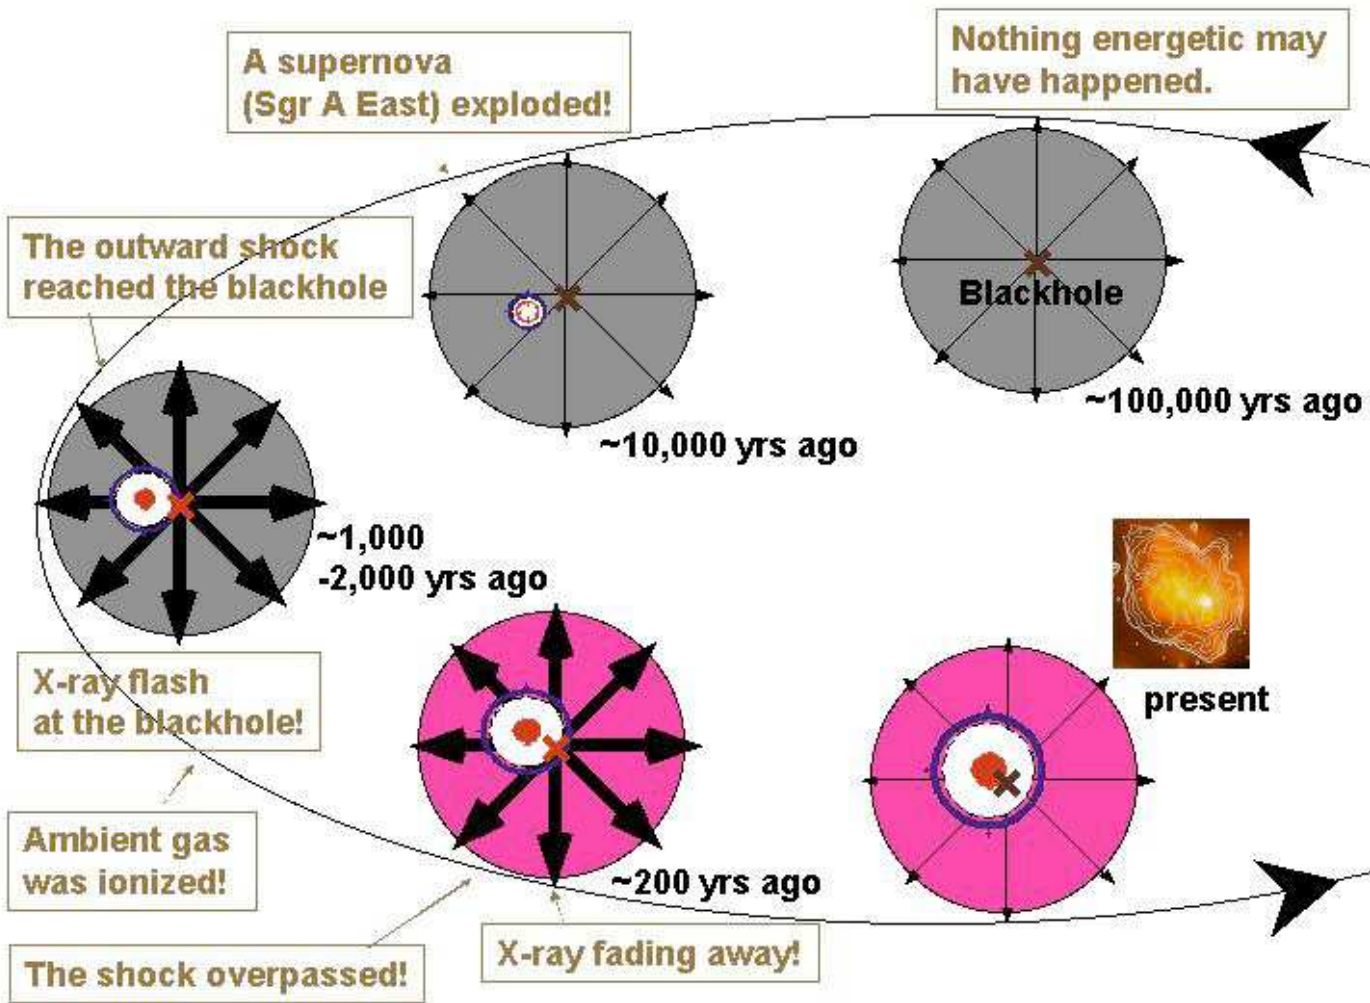 Nothing energetic may
have happened.
A supernova
(Sgr A East) exploded!
The outward shock
reached the blackhole
Blackhole
~100,000 yrs ago
~10,000 yrs ago
~1,000
-2,000 yrs ago
X-ray flash
at the blackhole!
present
Ambient gas
was ionized!
~200 yrs ago
X-ray fading away!
The shock overpassed!